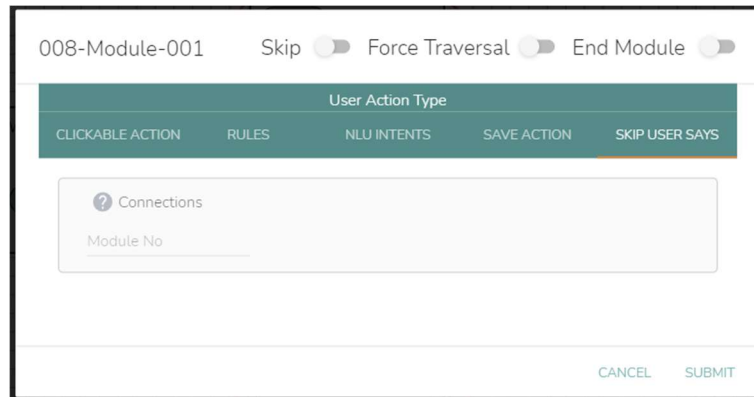 008-Module-001 Skip Force Traversal End Module
User Action Type
CLICKABLE ACTION RULES NLU INTENTS SAVE ACTION SKIP USER SAYS
? Connections
Module No
CANCEL SUBMIT